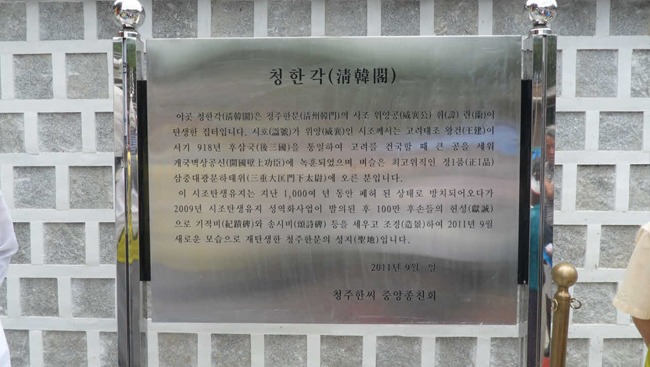 청한각(淸韓閣)
이곳 청한각(淸韓閣)은 청주한문(淸州韓門)의 시조 위양공(威襄公) 휘(諱) 란(蘭)이
탄생한 집터입니다. 시호(諡號)가 위양(威襄)인 시조께서는 고려태조 왕건(王建)이
서기 918년 후삼국(後三國)을 통일하여 고려를 건국할 때 큰 공을 세워
개국벽상공신(開國壁上功臣)에 녹훈되었으며 벼슬은 최고위직인 정1품(正1品)
삼중대광문하태위(三重大匡門下太尉)에 오른 분입니다.
이 시조탄생유지는 지난 1,000여 년 동안 폐허 된 상태로 방치되어오다가
2009년 시조탄생유지 성역화사업이 발의된 후 100만 후손들의 헌성(獻誠)
으로 기적비(紀蹟碑)와 송시비(頌詩碑) 등을 세우고 조경(造景)하여 2011년 9월
새로운 모습으로 재탄생한 청주한문의 성지(聖地)입니다.
2011년 9월 일
청주한씨 중앙종친회